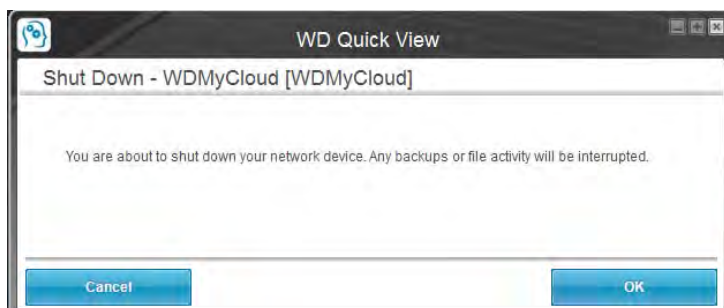 WD Quick View
Shut Down - WDMyCloud [WDMyCloud]
You are about to shut down your network device. Any backups or file activity will be interrupted.
Cancel
OK